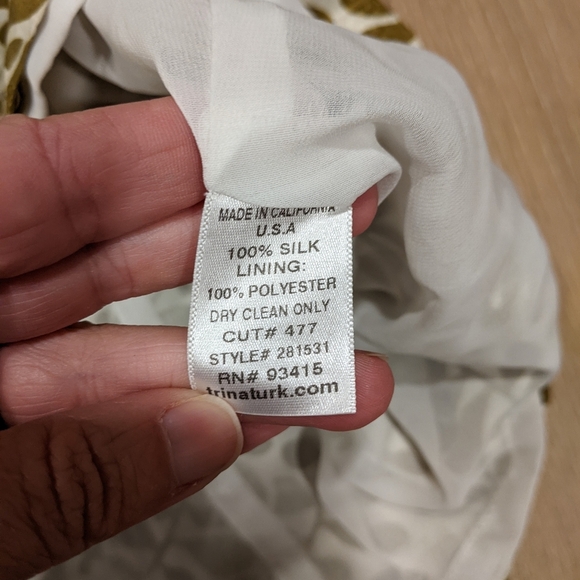 MADE IN CALIFORNIA
U.S.A
100% SILK
LINING:
100% POLYESTER
DRY CLEAN ONLY
CUT# 477
STYLE# 281531
RN# 93415
trinaturk.com